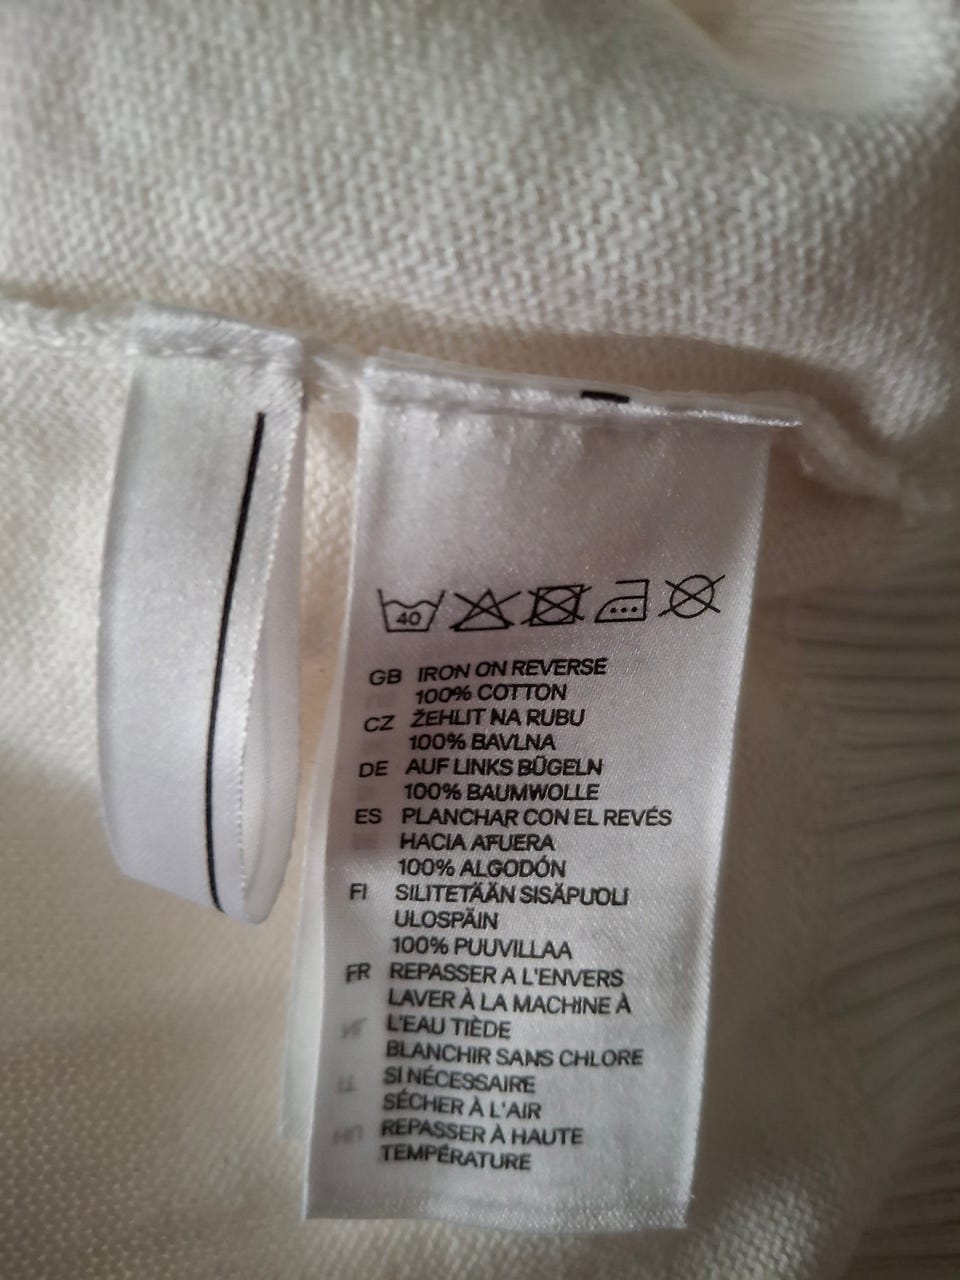 40
GB IRON ON REVERSE
100% COTTON
CZ ŽEHLIT NA RUBU
100% BAVLNA
DE AUF LINKS BÜGELN
100% BAUMWOLLE
ES PLANCHAR CON EL REVÉS
HACIA AFUERA
100% ALGODÓN
FI SILITETÄÄN SISÄPUOLI
ULOSPÄIN
100% PUUVILLAA
FR REPASSER A L'ENVERS
LAVER À LA MACHINE À
L'EAU TIÈDE
BLANCHIR SANS CHLORE
SI NÉCESSAIRE
SÉCHER À L'AIR
REPASSER À HAUTE
TEMPÉRATURE